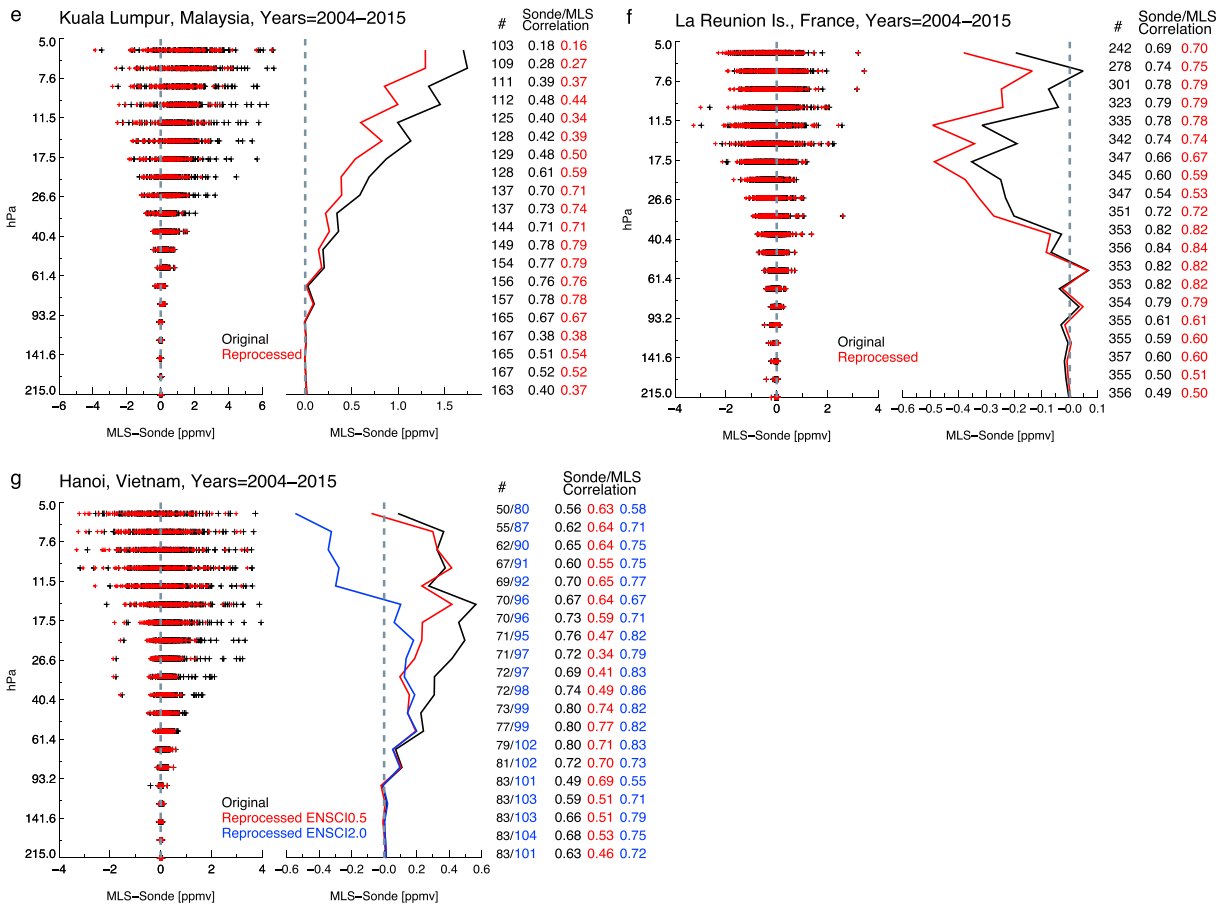 e Kuala Lumpur, Malaysia, Years=2004–2015
# Sonde/MLS
Correlation
5.0
7.6
11.5
17.5
26.6
40.4
61.4
93.2
141.6
215.0
hPa
Original
Reprocessed
−6 −4 −2 0 2 4 6
MLS−Sonde [ppmv]
0.0 0.5 1.0 1.5
MLS−Sonde [ppmv]
103 0.18 0.16
109 0.28 0.27
111 0.39 0.37
112 0.48 0.44
125 0.40 0.34
128 0.42 0.39
129 0.48 0.50
128 0.61 0.59
137 0.70 0.71
137 0.73 0.74
144 0.71 0.71
149 0.78 0.79
154 0.77 0.79
156 0.76 0.76
157 0.78 0.78
165 0.67 0.67
167 0.38 0.38
165 0.51 0.54
167 0.52 0.52
163 0.40 0.37
f La Reunion Is., France, Years=2004–2015
# Sonde/MLS
Correlation
5.0
7.6
11.5
17.5
26.6
40.4
61.4
93.2
141.6
215.0
hPa
Original
Reprocessed
−4 −2 0 2 4
MLS−Sonde [ppmv]
−0.6 −0.5 −0.4 −0.3 −0.2 −0.1 −0.0 0.1
MLS−Sonde [ppmv]
242 0.69 0.70
278 0.74 0.75
301 0.78 0.79
323 0.79 0.79
335 0.78 0.78
342 0.74 0.74
347 0.66 0.67
345 0.60 0.59
347 0.54 0.53
351 0.72 0.72
353 0.82 0.82
356 0.84 0.84
353 0.82 0.82
353 0.82 0.82
354 0.79 0.79
355 0.61 0.61
355 0.59 0.60
357 0.60 0.60
355 0.50 0.51
356 0.49 0.50
g Hanoi, Vietnam, Years=2004–2015
# Sonde/MLS
Correlation
5.0
7.6
11.5
17.5
26.6
40.4
61.4
93.2
141.6
215.0
hPa
Original
Reprocessed ENSCI0.5
Reprocessed ENSCI2.0
−4 −2 0 2 4
MLS−Sonde [ppmv]
−0.6 −0.4 −0.2 −0.0 0.2 0.4 0.6
MLS−Sonde [ppmv]
50/80 0.56 0.63 0.58
55/87 0.62 0.64 0.71
62/90 0.65 0.64 0.75
67/91 0.60 0.55 0.75
69/92 0.70 0.65 0.77
70/96 0.67 0.64 0.67
70/96 0.73 0.59 0.71
71/95 0.76 0.47 0.82
71/97 0.72 0.34 0.79
72/97 0.69 0.41 0.83
72/98 0.74 0.49 0.86
73/99 0.80 0.74 0.82
77/99 0.80 0.77 0.82
79/102 0.80 0.71 0.83
81/102 0.72 0.70 0.73
83/101 0.49 0.69 0.55
83/103 0.59 0.51 0.71
83/103 0.66 0.51 0.79
83/104 0.68 0.53 0.75
83/101 0.63 0.46 0.72